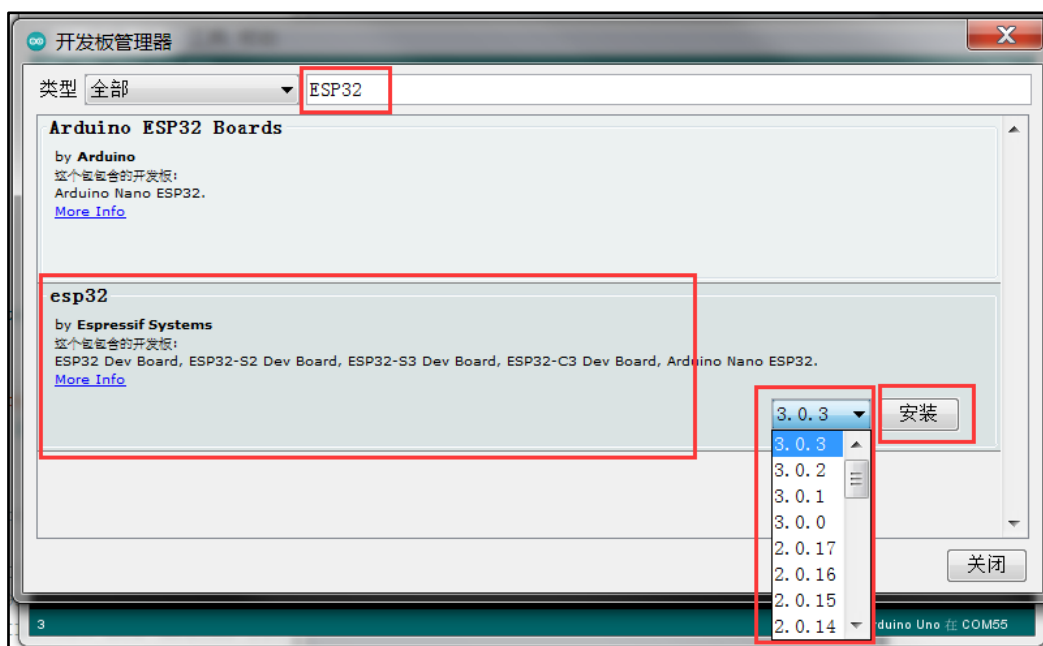 开发板管理器
类型 全部 ESP32
Arduino ESP32 Boards
by Arduino
这个包包含的开发板:
Arduino Nano ESP32.
More Info
esp32
by Espressif Systems
这个包包含的开发板:
ESP32 Dev Board, ESP32-S2 Dev Board, ESP32-S3 Dev Board, ESP32-C3 Dev Board, Arduino Nano ESP32.
More Info
3.0.3 安装
3.0.3
3.0.2
3.0.1
3.0.0
2.0.17
2.0.16
2.0.15
2.0.14
关闭
3 Uno 在 COM55